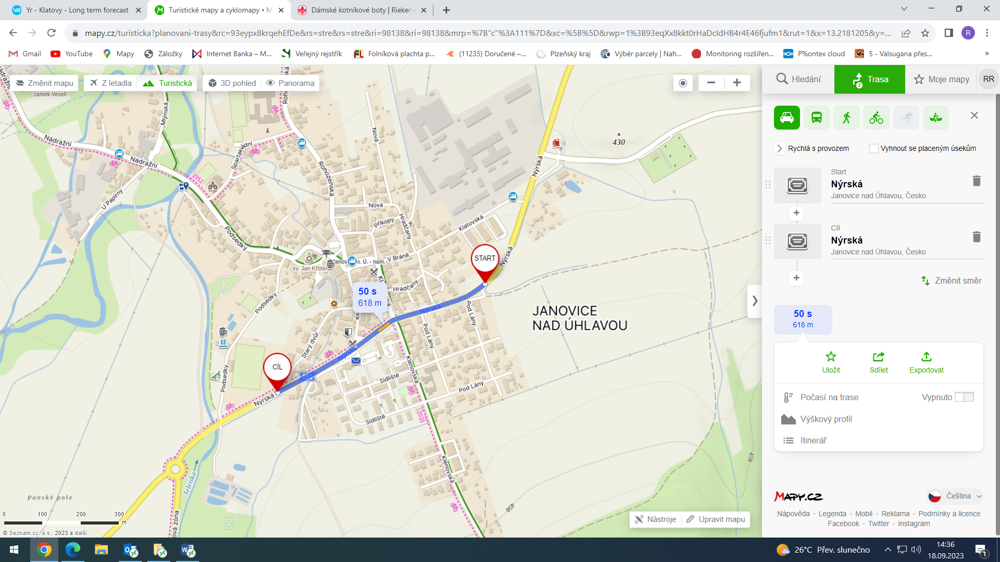 Yr - Klatovy - Long term forecast
Turistické mapy a cyklomapy • M
Dámské kotníkové boty | Rieker-
mapy.cz/turisticka?planovani-trasy&rc=93eypx8krqehEfDe&rs=stre&rs=stre&ri=98138&ri=98138&mrp=%7B"c"%3A111%7D&xc=%5B%5D&rwp=1%3B93eqXx8kkt0rHaDcldHB4r4E46fjufm1&rut=1&x=13.2181205&y=...
R
Gmail
YouTube
Mapy
Záložky
Internet Banka – M...
Veřejný rejstřík
Folníková plachta p...
(11235) Doručené –...
Plzeňský kraj
Výběr parcely | Nah...
Monitoring rozšířen...
P%ontex cloud
5 - Valsugana přes...
»
Změnit mapu
Z letadla
Turistická
3D pohled
Panorama
Hledání
2
Trasa
Moje mapy
RR
Rychlá s provozem
Vyhnout se placeným úsekům
Start
Nýrská
Janovice nad Úhlavou, Česko
Cíl
Nýrská
Janovice nad Úhlavou, Česko
Změnit směr
50 s
618 m
Uložit
Sdílet
Exportovat
Počasí na trase
Vypnuto
Výškový profil
Itinerář
Mapy.cz
Čeština
Nápověda • Legenda • Mobil • Reklama • Podmínky a licence
Facebook • Twitter • Instagram
Nádražní
zámek Veselí
Mlýnská
Nádražní
Nádražní
Spartakiádní
2052
U Papírny
Podsedky
Rohozenská
Nová
Nová
Příkopy
Hradčany
Klatovská
Nýrská
430
Nýrská
START
V Bráně
n. Ú. - nám.
sv. Jan Křtitel
Hradčany
50 s
618 m
Nýrská
Pod Lány
Pod Lány
JANOVICE
NAD ÚHLAVOU
Podsedky
Starý dvůr
Nýrská
CÍL
191
Podsedky
Nýrská
Sídliště
Klenovská
Pod Lány
Sídliště
2035
Klenovská
450
450
Jelenka
Panské pole
0
100
200
300
m
© Seznam.cz, a.s., 2023 a další
Nástroje
Upravit mapu
26°C Přev. slunečno
14:36
18.09.2023
1